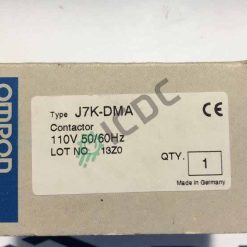 OMRON
Type J7K-DMA
Contactor
110V 50/60Hz
LOT NO 13Z0
CE
QTY. 1
Made in Germany
ICDC